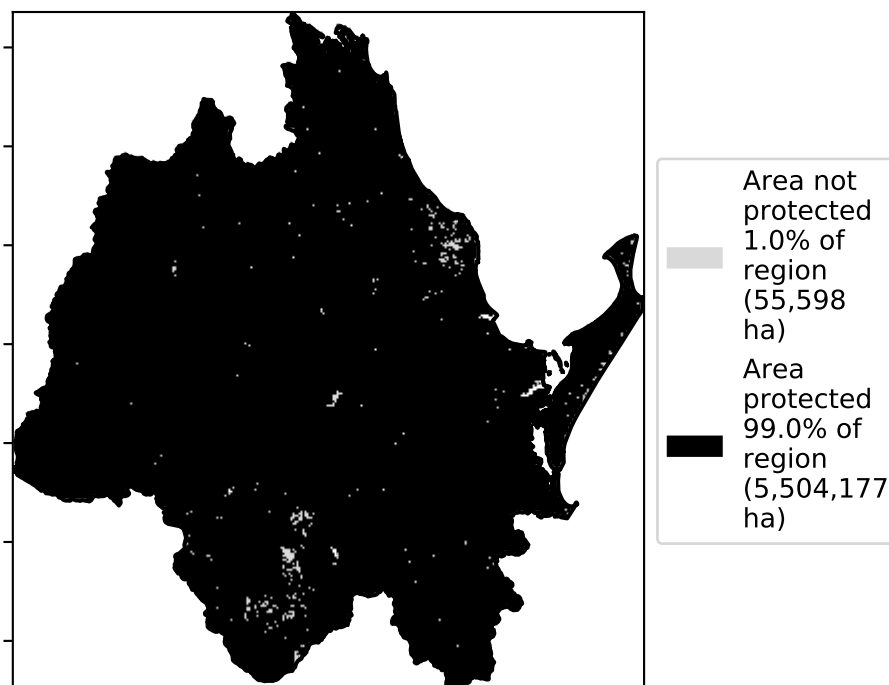 Area not
protected
1.0% of
region
(55,598
ha)
Area
protected
99.0% of
region
(5,504,177
ha)